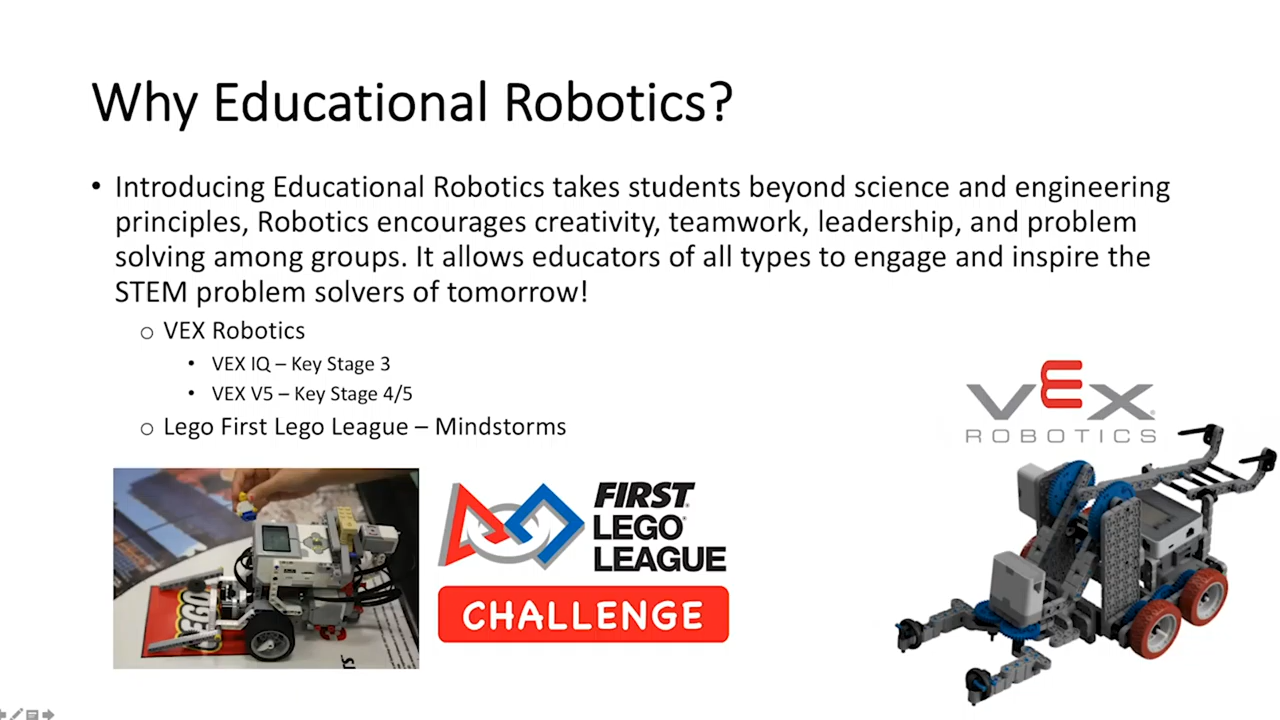 Why Educational Robotics?
• Introducing Educational Robotics takes students beyond science and engineering
principles, Robotics encourages creativity, teamwork, leadership, and problem
solving among groups. It allows educators of all types to engage and inspire the
STEM problem solvers of tomorrow!
o VEX Robotics
• VEX IQ – Key Stage 3
• VEX V5 – Key Stage 4/5
o Lego First Lego League – Mindstorms
VEX
ROBOTICS
FIRST
LEGO
LEAGUE
CHALLENGE
LEGO